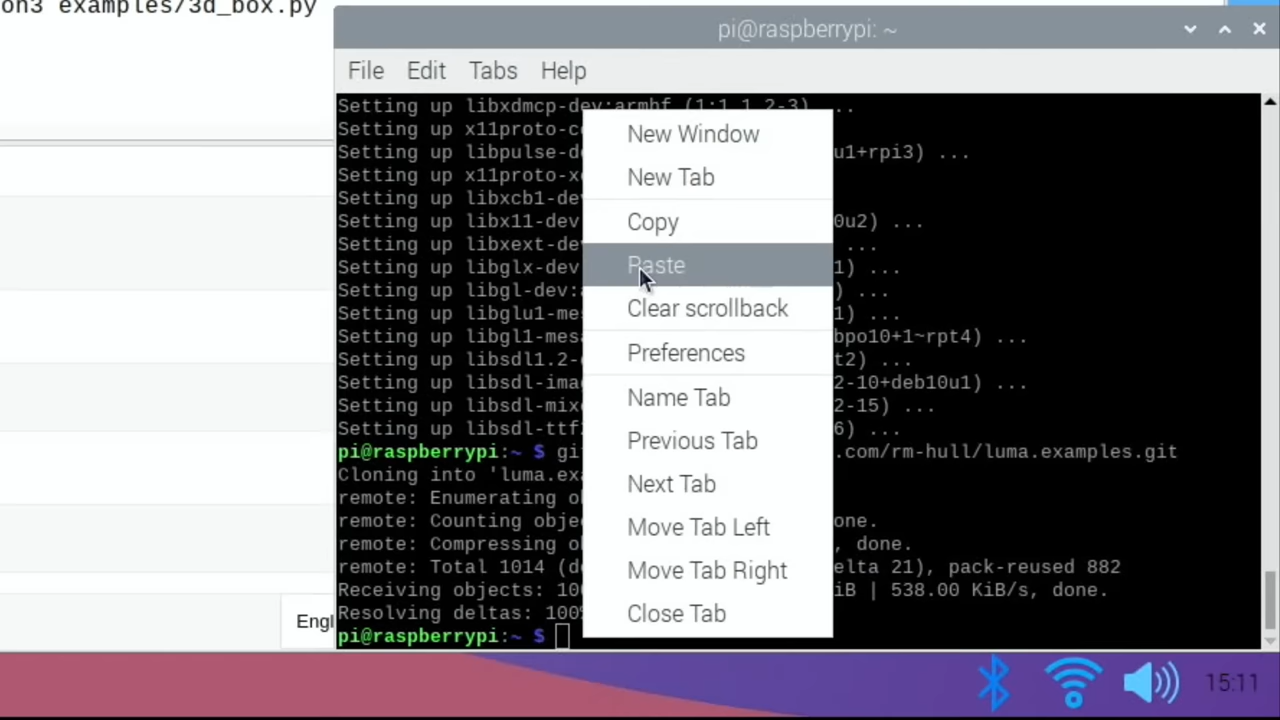 on3 examples/3d_box.py
pi@raspberrypi: ~
File Edit Tabs Help
Setting up libxdmcp-dev:armhf (1:1.1.2-3) ...
Setting up x11proto-c
Setting up libpulse-d u1+rpi3) ...
Setting up x11proto-x
Setting up libxcb1-de
Setting up libx11-dev 0u2) ...
Setting up libxext-de ...
Setting up libglx-dev 1) ...
Setting up libgl-dev: ) ...
Setting up libglu1-me 1) ...
Setting up libgl1-mes bpo10+1~rpt4) ...
Setting up libsdl1.2- t2) ...
Setting up libsdl-ima 2-10+deb10u1) ...
Setting up libsdl-mix 2-15) ...
Setting up libsdl-ttf 6) ...
pi@raspberrypi:~ $ gi .com/rm-hull/luma.examples.git
Cloning into 'luma.ex
remote: Enumerating o
remote: Counting obje one.
remote: Compressing o , done.
remote: Total 1014 (d elta 21), pack-reused 882
Receiving objects: 10 iB | 538.00 KiB/s, done.
Resolving deltas: 100%
pi@raspberrypi:~ $
New Window
New Tab
Copy
Paste
Clear scrollback
Preferences
Name Tab
Previous Tab
Next Tab
Move Tab Left
Move Tab Right
Close Tab
Engl
15:11